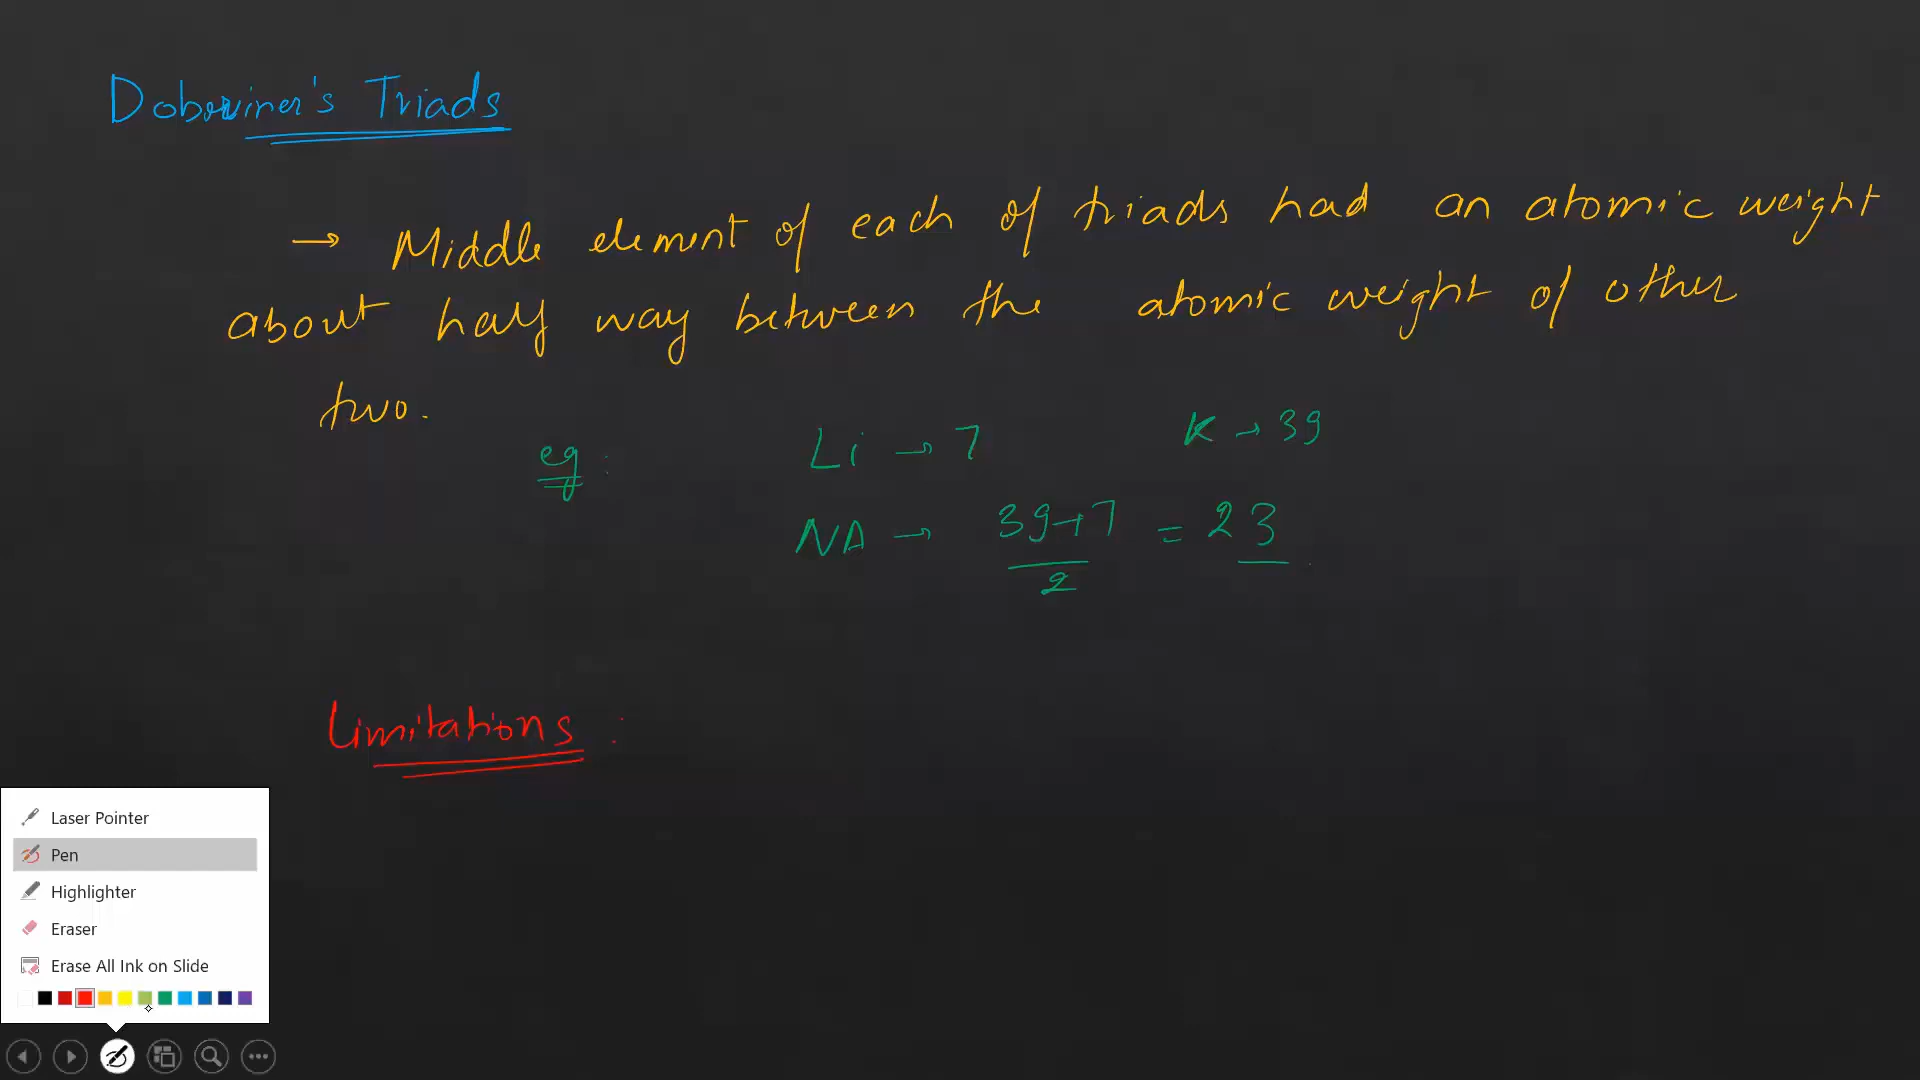 Doberiner's Triads
→ Middle element of each of triads had an atomic weight
about half way between the atomic weight of other
two.
eg :
Li → 7
K → 39
NA → 39+7 / 2 = 23
Limitations :
Laser Pointer
Pen
Highlighter
Eraser
Erase All Ink on Slide